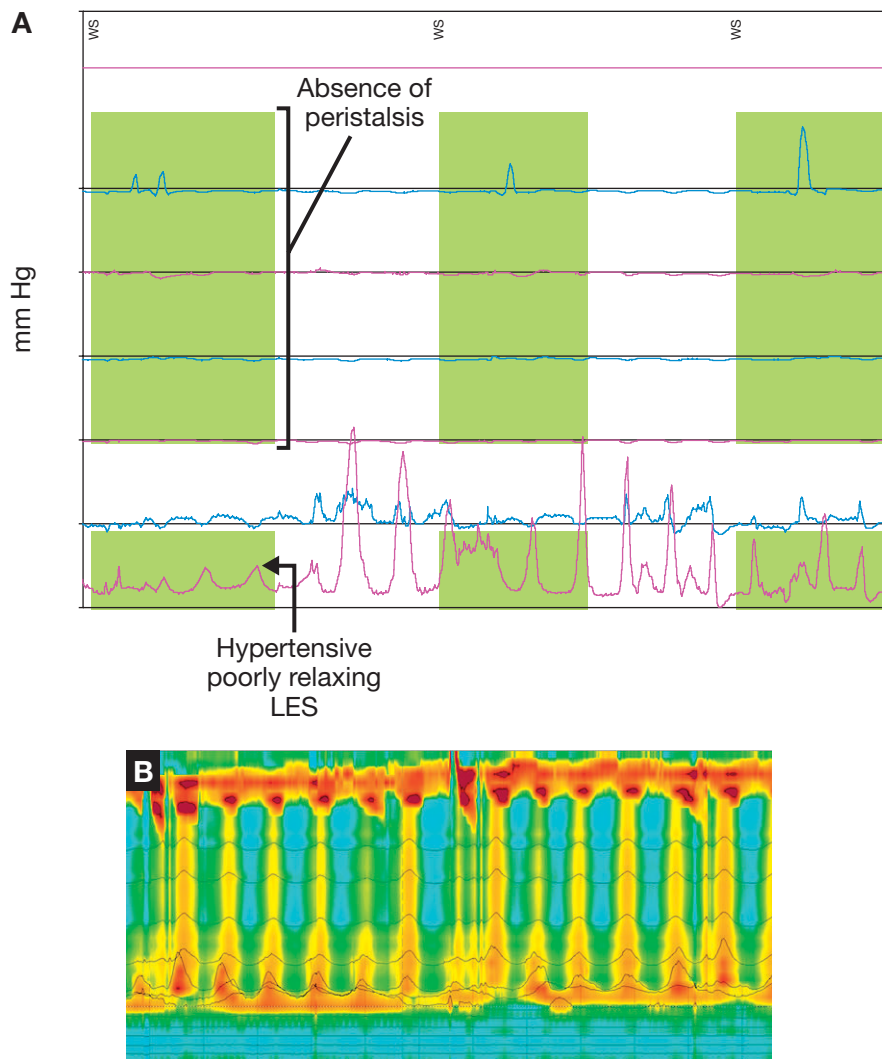 A
WS
WS
WS
Absence of
peristalsis
mm Hg
Hypertensive
poorly relaxing
LES
B